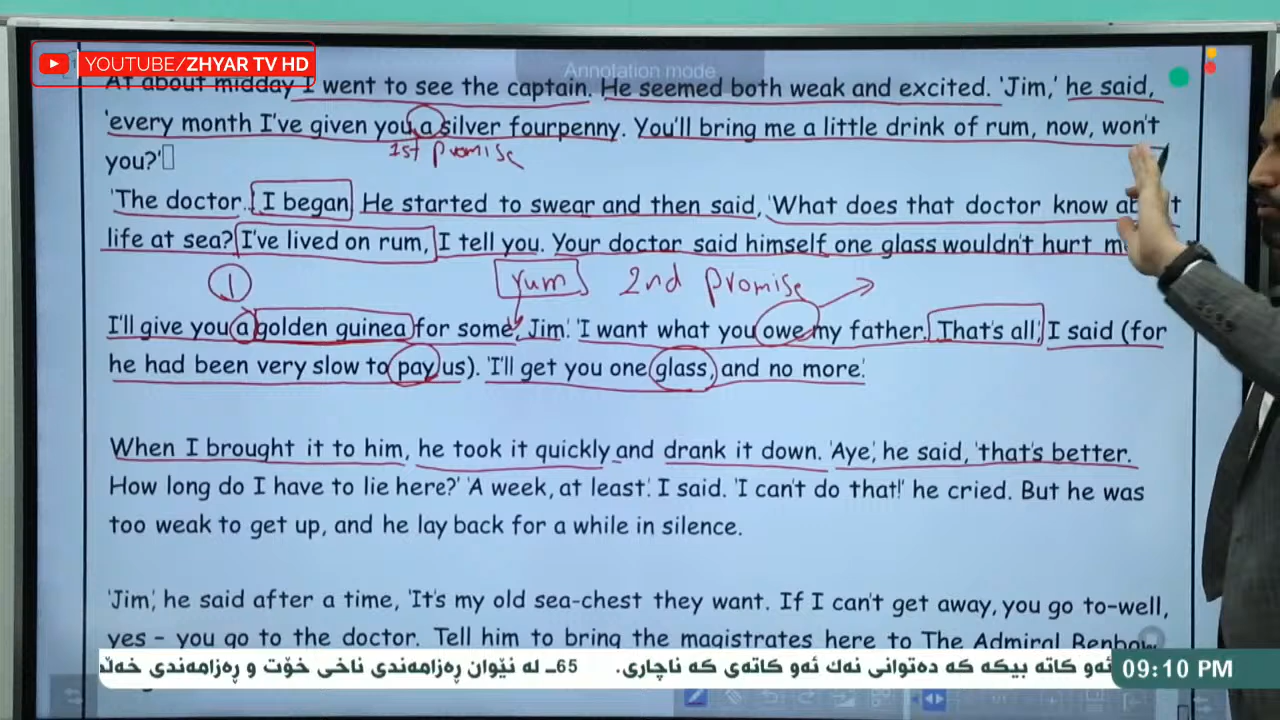 YOUTUBE/ZHYAR TV HD
Annotation mode
At about midday I went to see the captain. He seemed both weak and excited. 'Jim,' he said,
'every month I've given you a silver fourpenny. You'll bring me a little drink of rum, now, won't
1st promise
you?'
'The doctor.. I began He started to swear and then said, 'What does that doctor know
life at sea? I've lived on rum, I tell you. Your doctor said himself one glass wouldn't hurt
1 rum 2nd promise
I'll give you a golden guinea for some, Jim.' 'I want what you owe my father. That's all,' I said (for
he had been very slow to pay us). 'I'll get you one glass, and no more.'
When I brought it to him, he took it quickly and drank it down. 'Aye', he said, 'that's better.
How long do I have to lie here?' 'A week, at least.' I said. 'I can't do that!' he cried. But he was
too weak to get up, and he lay back for a while in silence.
'Jim', he said after a time, 'It's my old sea-chest they want. If I can't get away, you go to-well,
yes - you go to the doctor. Tell him to bring the magistrates here to The Admiral Benbow
ئەو کاتە بیکە کە دەتوانی نەك ئەو کاتەی کە ناچاری. 65ـ لە نێوان ڕەزامەندی ناخی خۆت و ڕەزامەندی
09:10 PM